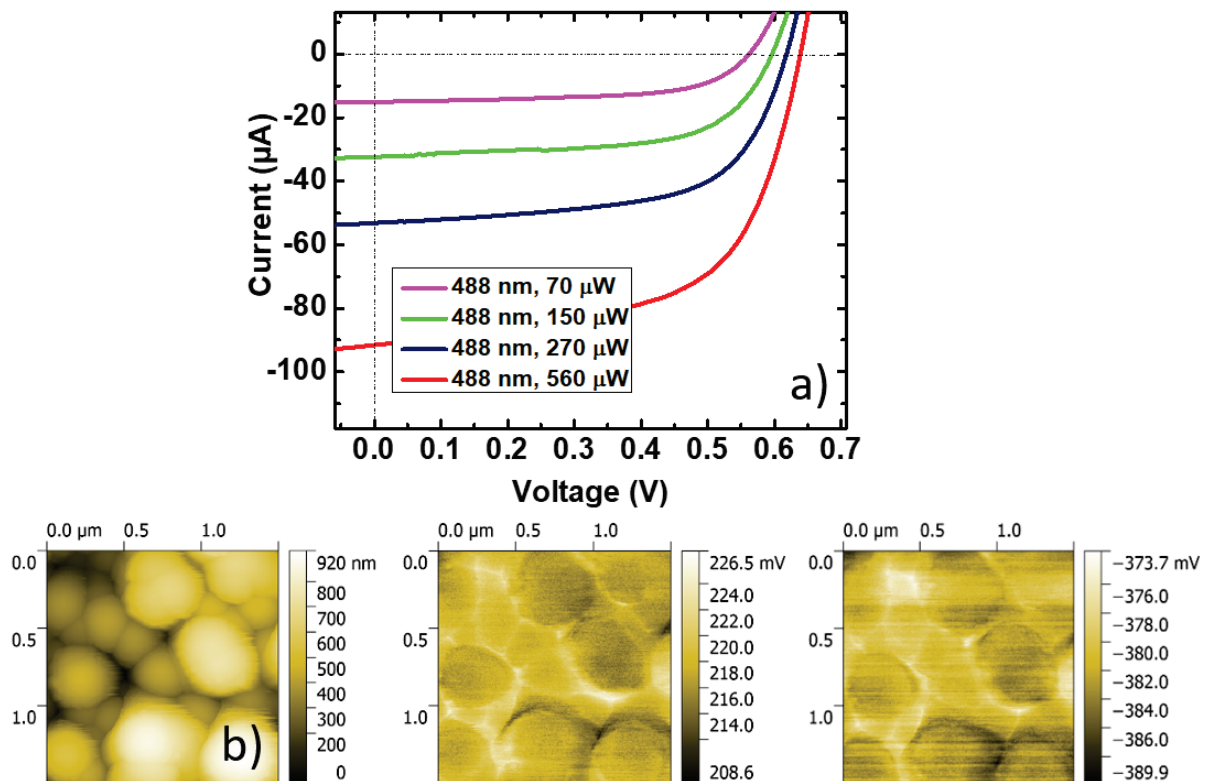 0
-20
-40
-60
-80
-100
Current (µA)
488 nm, 70 µW
488 nm, 150 µW
488 nm, 270 µW
488 nm, 560 µW
a)
0.0 0.1 0.2 0.3 0.4 0.5 0.6 0.7
Voltage (V)
0.0 µm 0.5 1.0
0.0
0.5
1.0
b)
920 nm
800
700
600
500
400
300
200
0
0.0 µm 0.5 1.0
0.0
0.5
1.0
226.5 mV
224.0
222.0
220.0
218.0
216.0
214.0
208.6
0.0 µm 0.5 1.0
0.0
0.5
1.0
−373.7 mV
−376.0
−378.0
−380.0
−382.0
−384.0
−386.0
−389.9